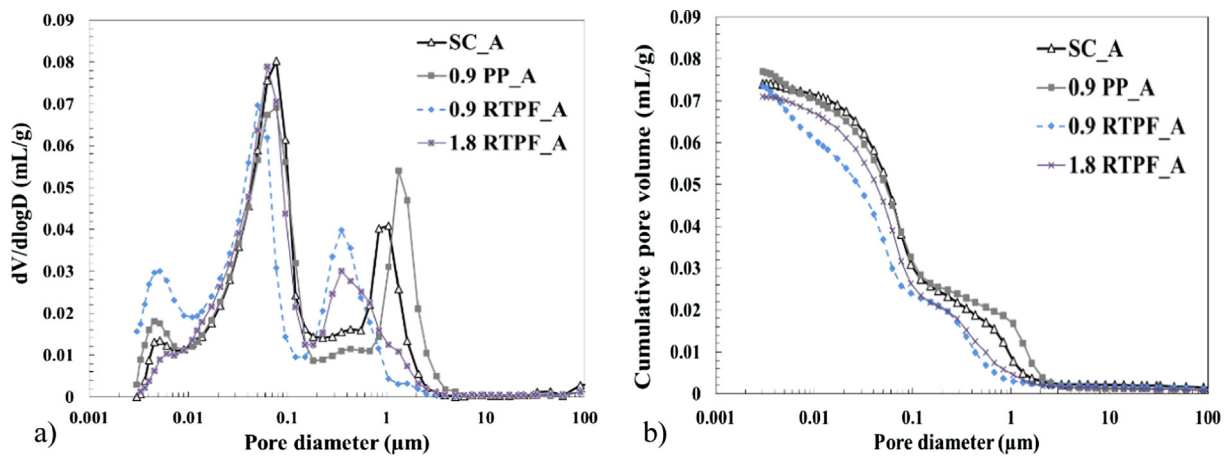 0.09
0.08
0.07
0.06
0.05
0.04
0.03
0.02
0.01
0
dV/dlogD (mL/g)
SC_A
0.9 PP_A
0.9 RTPF_A
1.8 RTPF_A
0.001
0.01
0.1
1
10
100
Pore diameter (µm)
a)
0.09
0.08
0.07
0.06
0.05
0.04
0.03
0.02
0.01
0
Cumulative pore volume (mL/g)
SC_A
0.9 PP_A
0.9 RTPF_A
1.8 RTPF_A
0.001
0.01
0.1
1
10
100
Pore diameter (µm)
b)